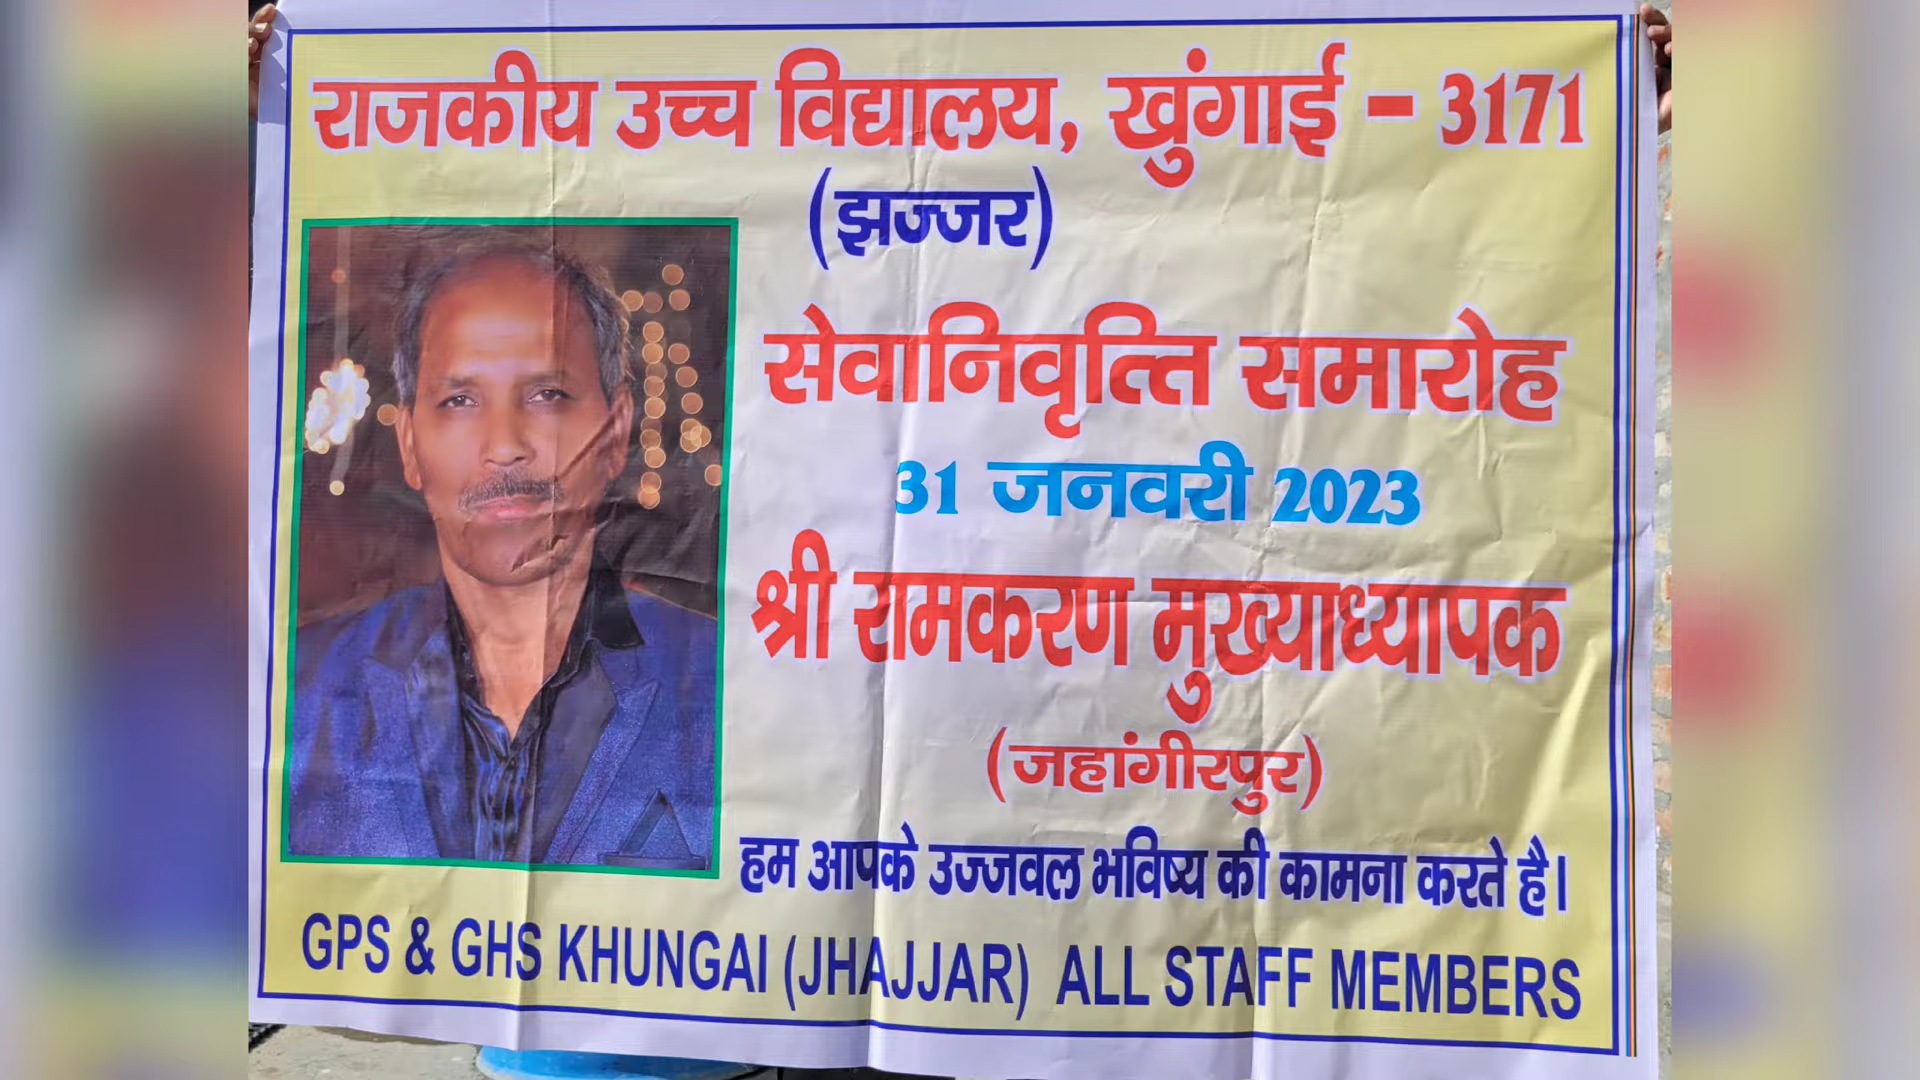 राजकीय उच्च विद्यालय, खुंगाई - 3171
(झज्जर)
सेवानिवृत्ति समारोह
31 जनवरी 2023
श्री रामकरण मुख्याध्यापक
(जहांगीरपुर)
हम आपके उज्जवल भविष्य की कामना करते है।
GPS & GHS KHUNGAI (JHAJJAR) ALL STAFF MEMBERS